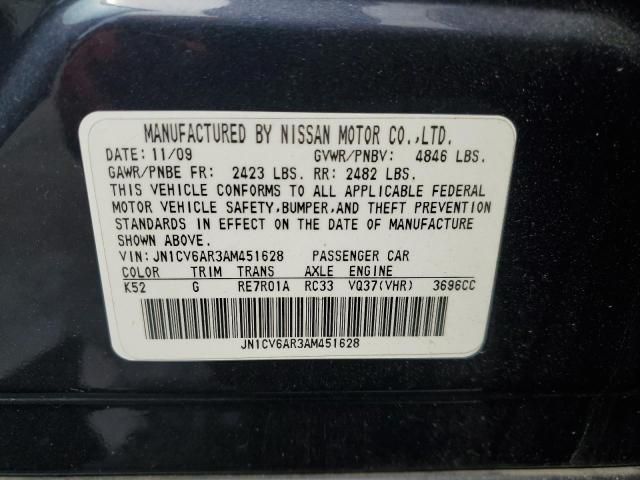 MANUFACTURED BY NISSAN MOTOR CO.,LTD.
DATE: 11/09 GVWR/PNBV: 4846 LBS.
GAWR/PNBE FR: 2423 LBS. RR: 2482 LBS.
THIS VEHICLE CONFORMS TO ALL APPLICABLE FEDERAL
MOTOR VEHICLE SAFETY,BUMPER,AND THEFT PREVENTION
STANDARDS IN EFFECT ON THE DATE OF MANUFACTURE
SHOWN ABOVE.
VIN: JN1CV6AR3AM451628 PASSENGER CAR
COLOR TRIM TRANS AXLE ENGINE
K52 G RE7R01A RC33 VQ37(VHR) 3696CC
JN1CV6AR3AM451628